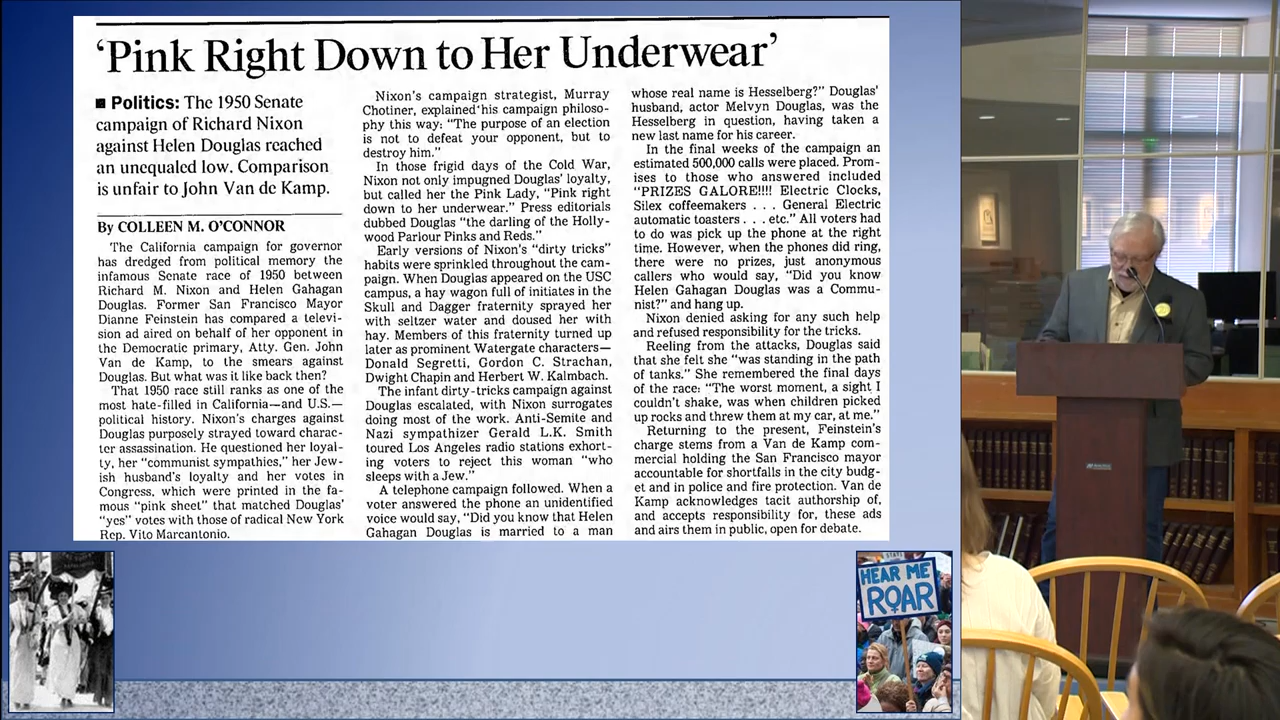 ‘Pink Right Down to Her Underwear’
■ Politics: The 1950 Senate
campaign of Richard Nixon
against Helen Douglas reached
an unequaled low. Comparison
is unfair to John Van de Kamp.
By COLLEEN M. O’CONNOR
The California campaign for governor
has dredged from political memory the
infamous Senate race of 1950 between
Richard M. Nixon and Helen Gahagan
Douglas. Former San Francisco Mayor
Dianne Feinstein has compared a televi-
sion ad aired on behalf of her opponent in
the Democratic primary, Atty. Gen. John
Van de Kamp, to the smears against
Douglas. But what was it like back then?
That 1950 race still ranks as one of the
most hate-filled in California—and U.S.—
political history. Nixon’s charges against
Douglas purposely strayed toward charac-
ter assassination. He questioned her loyal-
ty, her “communist sympathies,” her Jew-
ish husband’s loyalty and her votes in
Congress, which were printed in the fa-
mous “pink sheet” that matched Douglas’
“yes” votes with those of radical New York
Rep. Vito Marcantonio.
Nixon’s campaign strategist, Murray
Chotiner, explained his campaign philoso-
phy this way: “The purpose of an election
is not to defeat your opponent, but to
destroy him.”
In those frigid days of the Cold War,
Nixon not only impugned Douglas’ loyalty,
but called her the Pink Lady, “Pink right
down to her underwear.” Press editorials
dubbed Douglas “the darling of the Holly-
wood Parlour Pinks and Reds.”
Early versions of Nixon’s “dirty tricks”
habits were sprinkled throughout the cam-
paign. When Douglas appeared on the USC
campus, a hay wagon full of initiates in the
Skull and Dagger fraternity sprayed her
with seltzer water and doused her with
hay. Members of this fraternity turned up
later as prominent Watergate characters—
Donald Segretti, Gordon C. Strachan,
Dwight Chapin and Herbert W. Kalmbach.
The infant dirty-tricks campaign against
Douglas escalated, with Nixon surrogates
doing most of the work. Anti-Semite and
Nazi sympathizer Gerald L.K. Smith
toured Los Angeles radio stations exhort-
ing voters to reject this woman “who
sleeps with a Jew.”
A telephone campaign followed. When a
voter answered the phone an unidentified
voice would say, “Did you know that Helen
Gahagan Douglas is married to a man
whose real name is Hesselberg?” Douglas’
husband, actor Melvyn Douglas, was the
Hesselberg in question, having taken a
new last name for his career.
In the final weeks of the campaign an
estimated 500,000 calls were placed. Prom-
ises to those who answered included
“PRIZES GALORE!!!! Electric Clocks,
Silex coffeemakers . . . General Electric
automatic toasters . . . etc.” All voters had
to do was pick up the phone at the right
time. However, when the phones did ring,
there were no prizes, just anonymous
callers who would say, “Did you know
Helen Gahagan Douglas was a Commu-
nist?” and hang up.
Nixon denied asking for any such help
and refused responsibility for the tricks.
Reeling from the attacks, Douglas said
that she felt she “was standing in the path
of tanks.” She remembered the final days
of the race: “The worst moment, a sight I
couldn’t shake, was when children picked
up rocks and threw them at my car, at me.”
Returning to the present, Feinstein’s
charge stems from a Van de Kamp com-
mercial holding the San Francisco mayor
accountable for shortfalls in the city budg-
et and in police and fire protection. Van de
Kamp acknowledges tacit authorship of,
and accepts responsibility for, these ads
and airs them in public, open for debate.
HEAR ME
ROAR